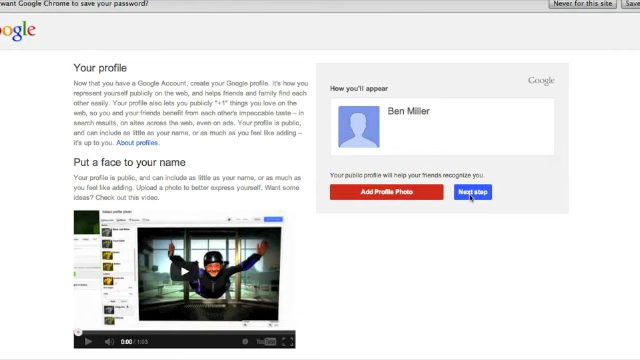 want Google Chrome to save your password?
Never for this site
Save
Google
Your profile
Now that you have a Google Account, create your Google profile. It's how you
represent yourself publicly on the web, and helps friends and family find each
other easily. Your profile also lets you publicly "+1" things you love on the
web, so you and your friends benefit from each other's impeccable taste – in
search results, on sites across the web, even on ads. Your profile is public,
and can include as little as your name, or as much as you feel like adding –
it's up to you. About profiles.
Put a face to your name
Your profile is public, and can include as little as your name, or as much as
you feel like adding. Upload a photo to better express yourself. Want some
ideas? Check out this video.
0:00 / 1:05
YouTube
Google
How you'll appear
Ben Miller
Your public profile will help your friends recognize you.
Add Profile Photo
Next step